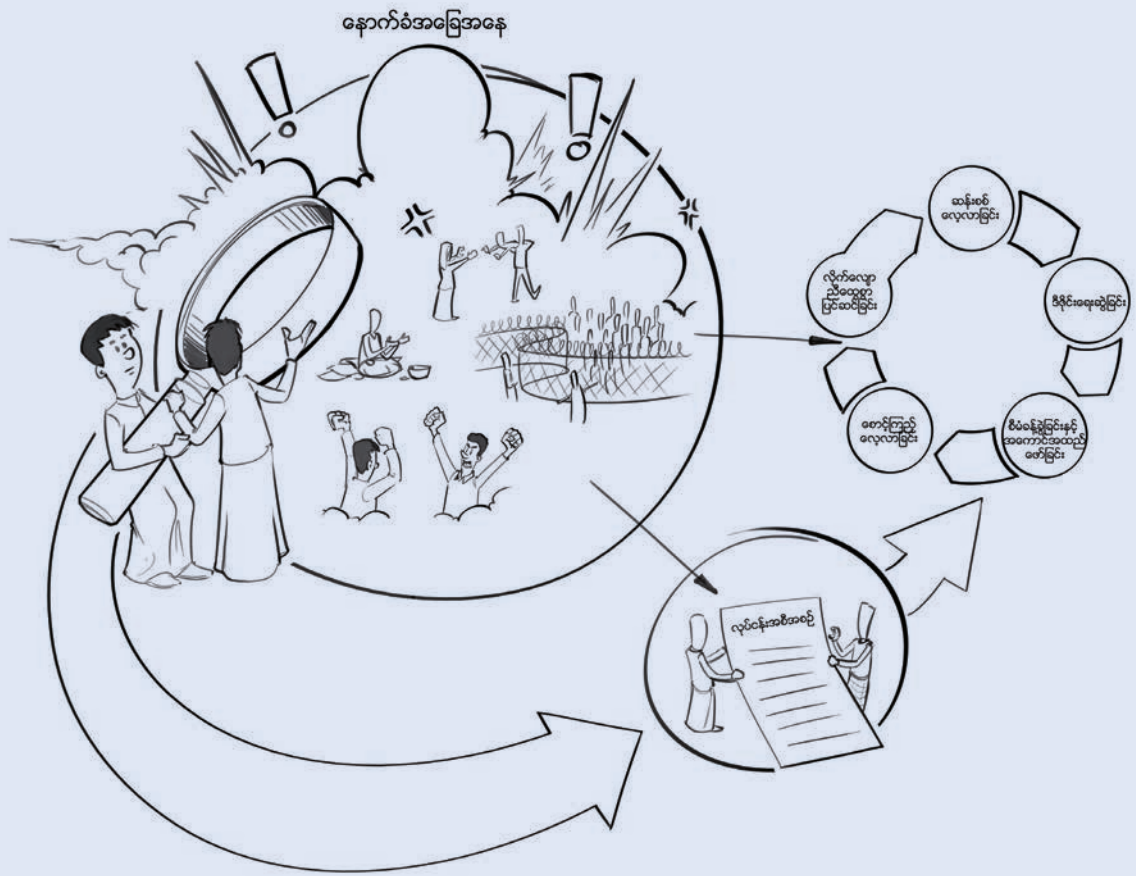 နောက်ခံအခြေအနေ
ဆန်းစစ်
လေ့လာခြင်း
လိုက်လျော
ညီထွေစွာ
ပြင်ဆင်ခြင်း
ဒီဇိုင်းရေးဆွဲခြင်း
စောင့်ကြည့်
လေ့လာခြင်း
စီမံခန့်ခွဲခြင်းနှင့်
အကောင်အထည်
ဖော်ခြင်း
လုပ်ငန်းအစီအစဉ်